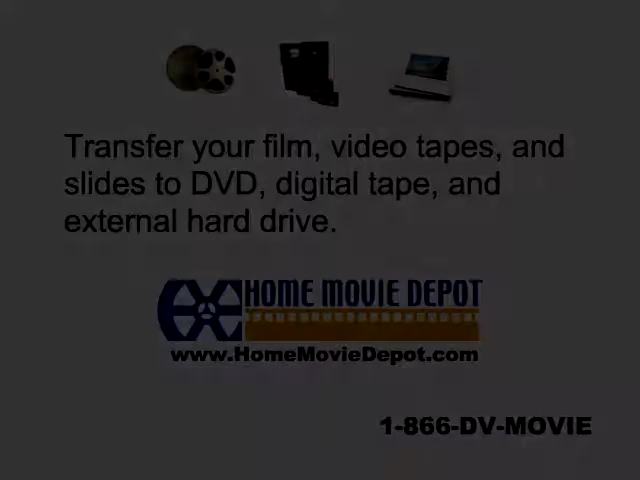 Transfer your film, video tapes, and
slides to DVD, digital tape, and
external hard drive.
HOME MOVIE DEPOT
www.HomeMovieDepot.com
1-866-DV-MOVIE